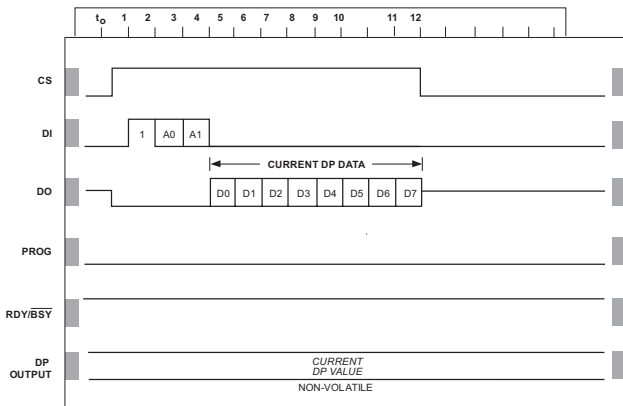 to 1 2 3 4 5 6 7 8 9 10 11 12
CS
DI 1 A0 A1
CURRENT DP DATA
DO D0 D1 D2 D3 D4 D5 D6 D7
PROG
RDY/BSY
DP
OUTPUT
CURRENT
DP VALUE
NON-VOLATILE